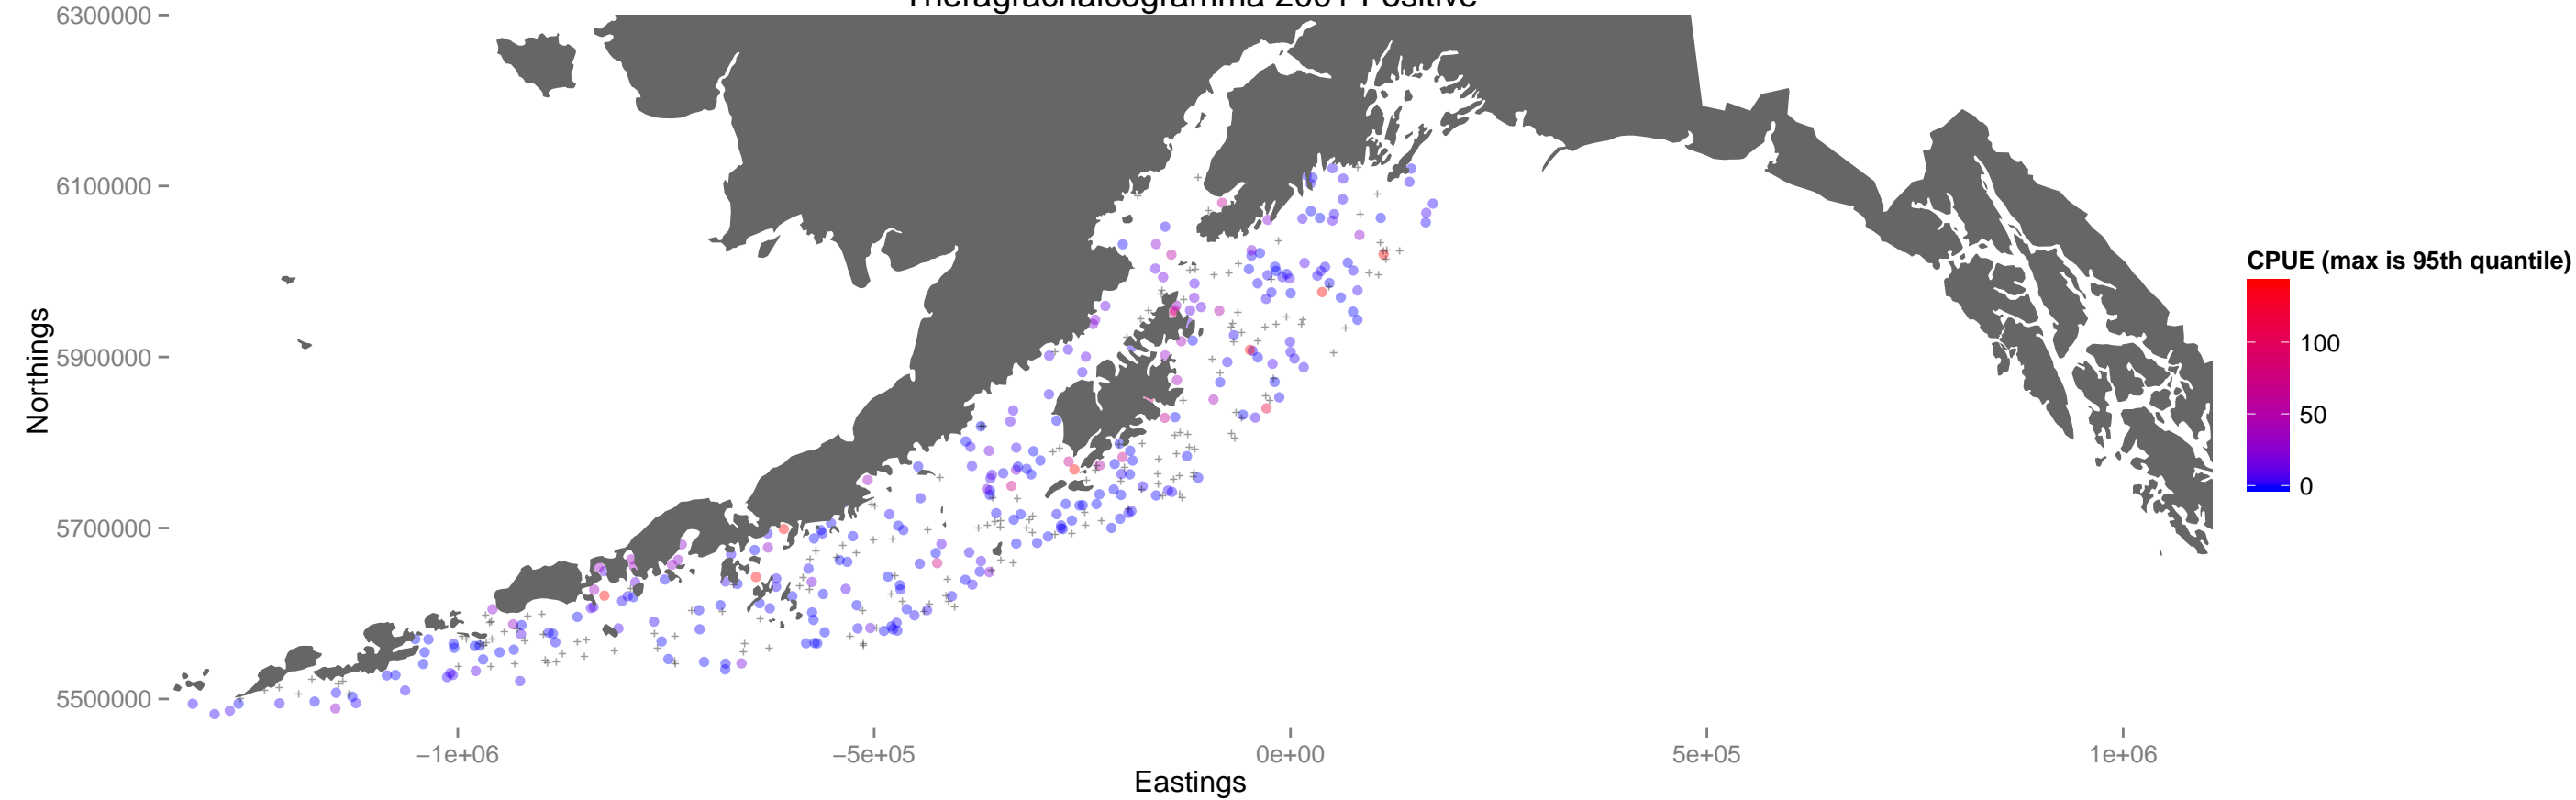 Theragrachalcogramma 2001 Positive
6300000
6100000
5900000
5700000
5500000
Northings
−1e+06
−5e+05
0e+00
5e+05
1e+06
Eastings
CPUE (max is 95th quantile)
100
50
0